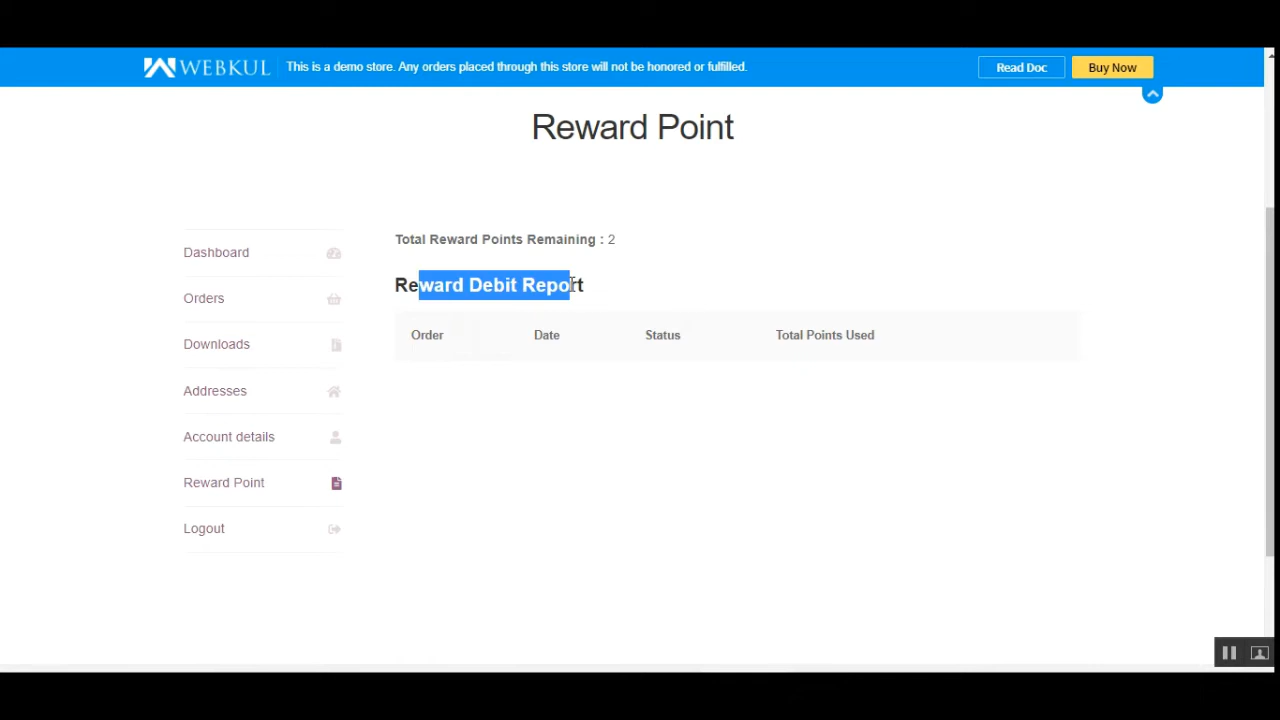 WEBKUL
This is a demo store. Any orders placed through this store will not be honored or fulfilled.
Read Doc
Buy Now
Reward Point
Dashboard
Orders
Downloads
Addresses
Account details
Reward Point
Logout
Total Reward Points Remaining : 2
Reward Debit Report
Order Date Status Total Points Used